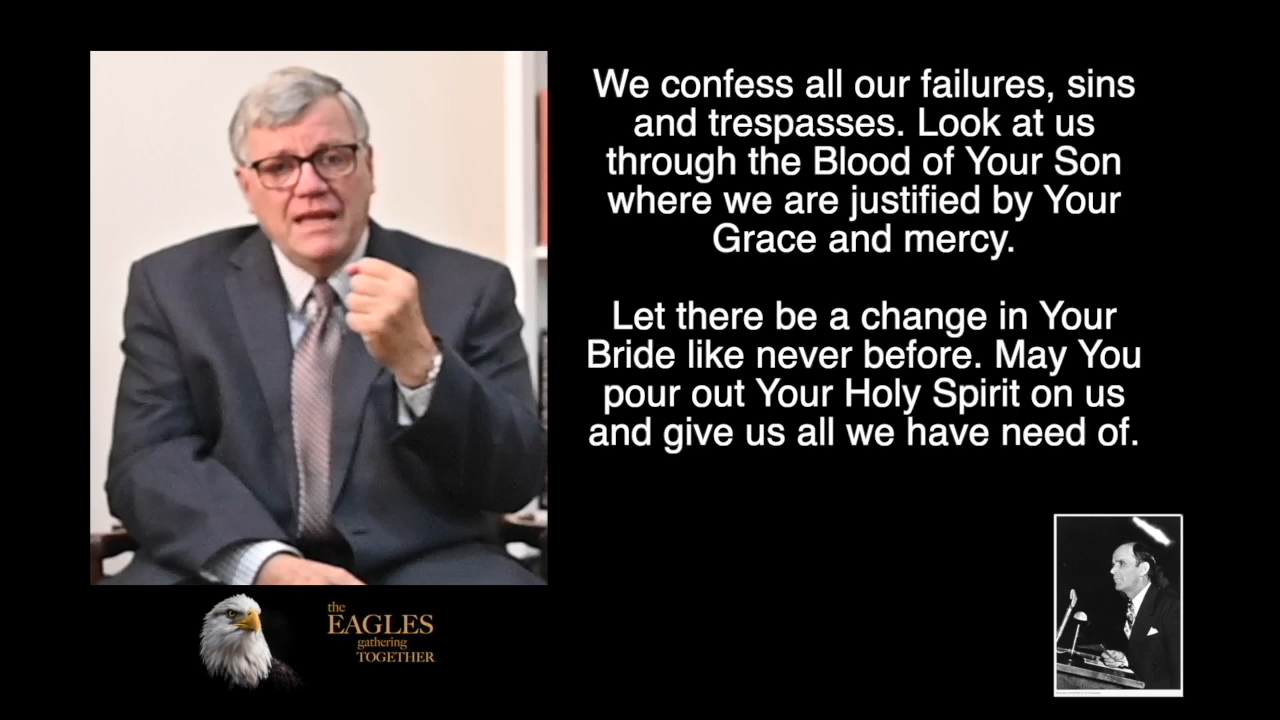 We confess all our failures, sins
and trespasses. Look at us
through the Blood of Your Son
where we are justified by Your
Grace and mercy.
Let there be a change in Your
Bride like never before. May You
pour out Your Holy Spirit on us
and give us all we have need of.
the
EAGLES
gathering
TOGETHER